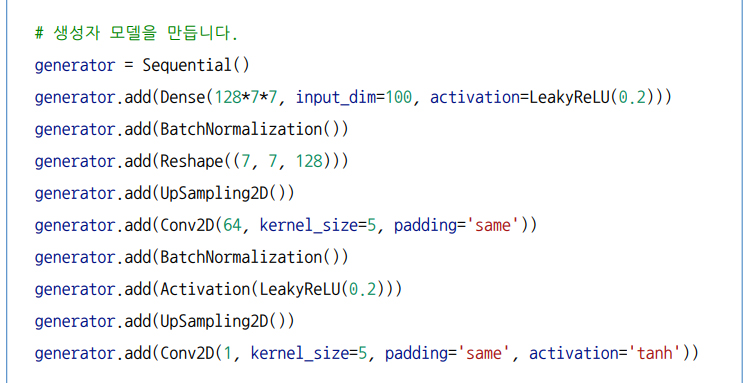 # 생성자 모델을 만듭니다.
generator = Sequential()
generator.add(Dense(128*7*7, input_dim=100, activation=LeakyReLU(0.2)))
generator.add(BatchNormalization())
generator.add(Reshape((7, 7, 128)))
generator.add(UpSampling2D())
generator.add(Conv2D(64, kernel_size=5, padding='same'))
generator.add(BatchNormalization())
generator.add(Activation(LeakyReLU(0.2)))
generator.add(UpSampling2D())
generator.add(Conv2D(1, kernel_size=5, padding='same', activation='tanh'))